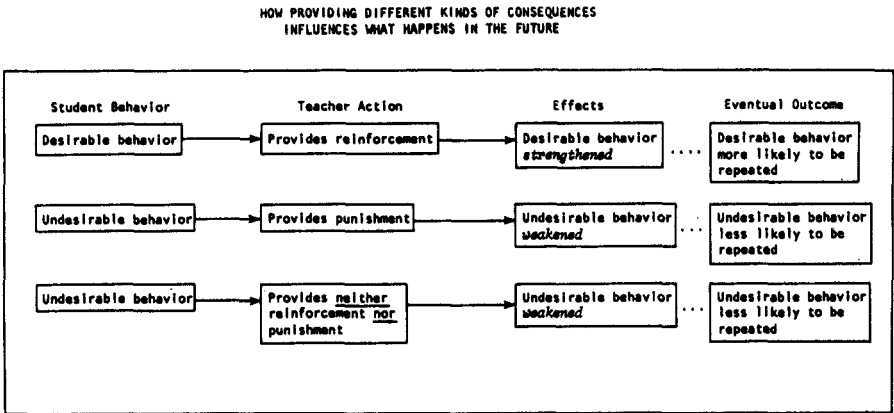 HOW PROVIDING DIFFERENT KINDS OF CONSEQUENCES
INFLUENCES WHAT HAPPENS IN THE FUTURE
Student Behavior Teacher Action Effects Eventual Outcome
Desirable behavior Provides reinforcement Desirable behavior Desirable behavior
strengthened .... more likely to be
repeated
Undesirable behavior Provides punishment Undesirable behavior Undesirable behavior
weakened ... less likely to be
repeated
Undesirable behavior Provides neither Undesirable behavior Undesirable behavior
reinforcement nor weakened ... less likely to be
punishment repeated